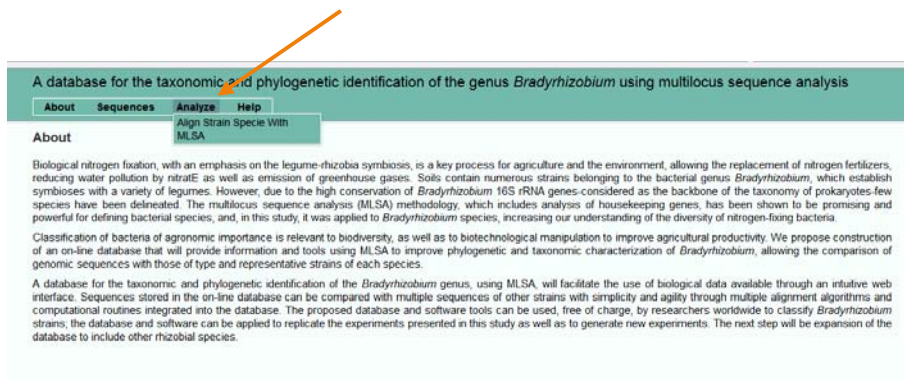 A database for the taxonomic and phylogenetic identification of the genus Bradyrhizobium using multilocus sequence analysis
About Sequences Analyze Help
Align Strain Specie With
MLSA
About
Biological nitrogen fixation, with an emphasis on the legume-rhizobia symbiosis, is a key process for agriculture and the environment, allowing the replacement of nitrogen fertilizers,
reducing water pollution by nitratE as well as emission of greenhouse gases. Soils contain numerous strains belonging to the bacterial genus Bradyrhizobium, which establish
symbioses with a variety of legumes. However, due to the high conservation of Bradyrhizobium 16S rRNA genes-considered as the backbone of the taxonomy of prokaryotes-few
species have been delineated. The multilocus sequence analysis (MLSA) methodology, which includes analysis of housekeeping genes, has been shown to be promising and
powerful for defining bacterial species, and, in this study, it was applied to Bradyrhizobium species, increasing our understanding of the diversity of nitrogen-fixing bacteria.
Classification of bacteria of agronomic importance is relevant to biodiversity, as well as to biotechnological manipulation to improve agricultural productivity. We propose construction
of an on-line database that will provide information and tools using MLSA to improve phylogenetic and taxonomic characterization of Bradyrhizobium, allowing the comparison of
genomic sequences with those of type and representative strains of each species.
A database for the taxonomic and phylogenetic identification of the Bradyrhizobium genus, using MLSA, will facilitate the use of biological data available through an intuitive web
interface. Sequences stored in the on-line database can be compared with multiple sequences of other strains with simplicity and agility through multiple alignment algorithms and
computational routines integrated into the database. The proposed database and software tools can be used, free of charge, by researchers worldwide to classify Bradyrhizobium
strains; the database and software can be applied to replicate the experiments presented in this study as well as to generate new experiments. The next step will be expansion of the
database to include other rhizobial species.